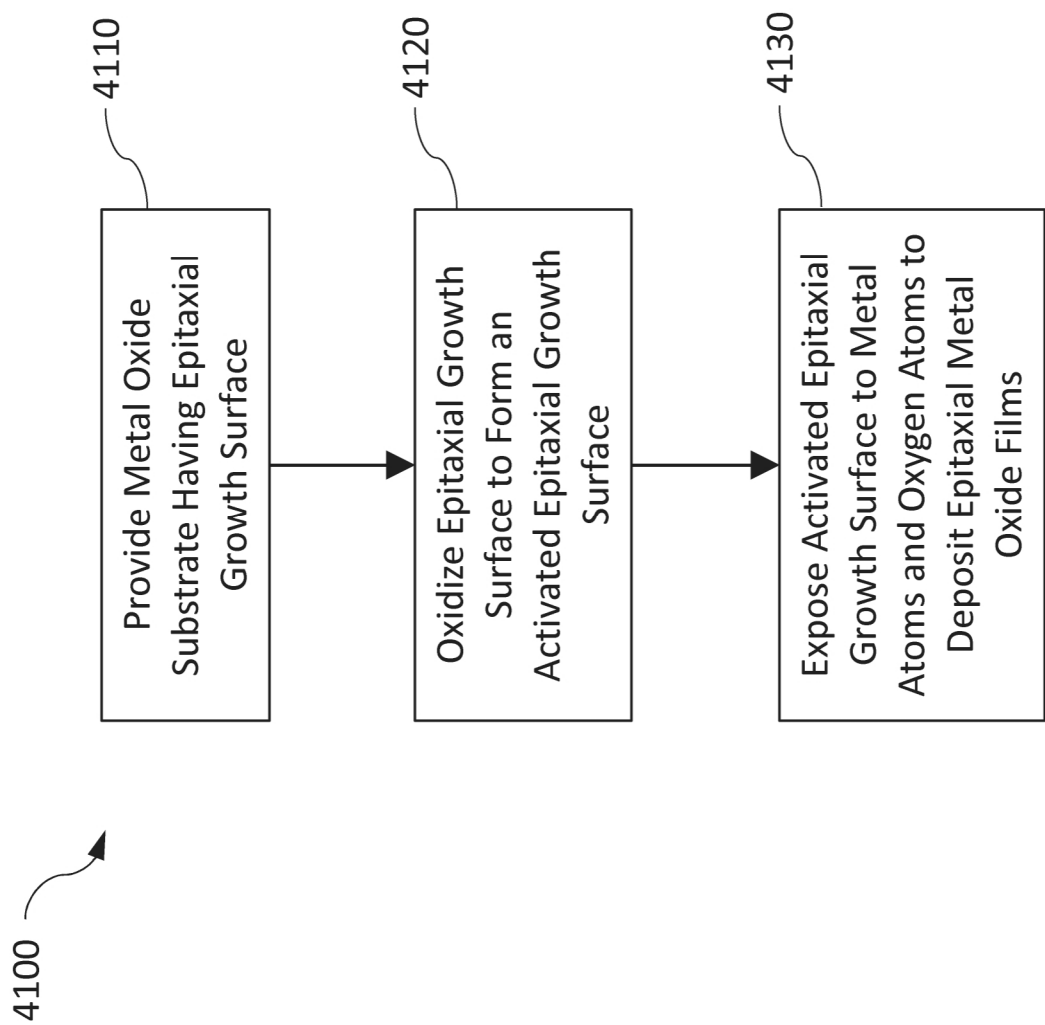 4100
4110
Provide Metal Oxide
Substrate Having Epitaxial
Growth Surface
4120
Oxidize Epitaxial Growth
Surface to Form an
Activated Epitaxial Growth
Surface
4130
Expose Activated Epitaxial
Growth Surface to Metal
Atoms and Oxygen Atoms to
Deposit Epitaxial Metal
Oxide Films